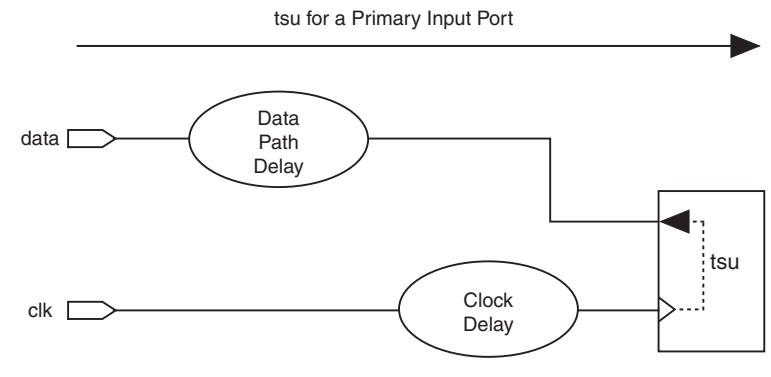 tsu for a Primary Input Port
data
Data
Path
Delay
tsu
clk
Clock
Delay